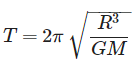 T = 2π √(R³/GM)